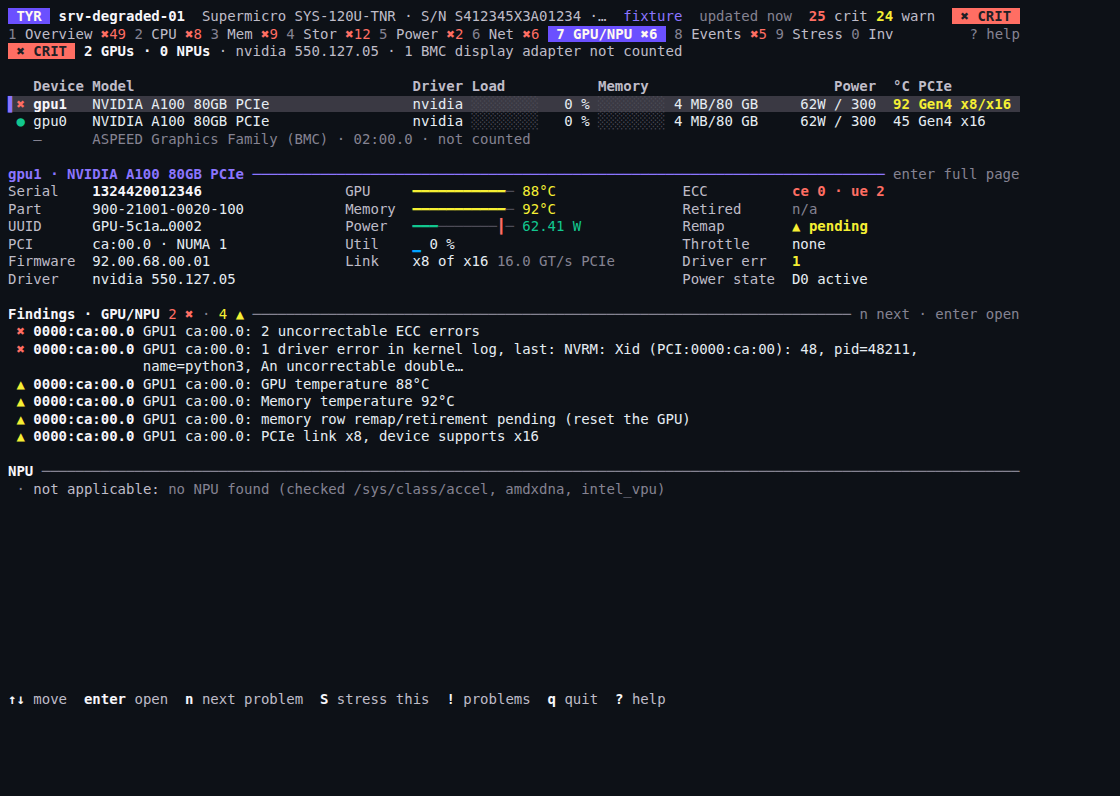 TYR srv-degraded-01 Supermicro SYS-120U-TNR · S/N S412345X3A01234 ·… fixture updated now 25 crit 24 warn ✖ CRIT
1 Overview ✖49 2 CPU ✖8 3 Mem ✖9 4 Stor ✖12 5 Power ✖2 6 Net ✖6 7 GPU/NPU ✖6 8 Events ✖5 9 Stress 0 Inv ? help
✖ CRIT 2 GPUs · 0 NPUs · nvidia 550.127.05 · 1 BMC display adapter not counted
Device Model Driver Load Memory Power °C PCIe
✖ gpu1 NVIDIA A100 80GB PCIe nvidia 0 % 4 MB/80 GB 62W / 300 92 Gen4 x8/x16
● gpu0 NVIDIA A100 80GB PCIe nvidia 0 % 4 MB/80 GB 62W / 300 45 Gen4 x16
– ASPEED Graphics Family (BMC) · 02:00.0 · not counted
gpu1 · NVIDIA A100 80GB PCIe enter full page
Serial 1324420012346 GPU 88°C ECC ce 0 · ue 2
Part 900-21001-0020-100 Memory 92°C Retired n/a
UUID GPU-5c1a…0002 Power 62.41 W Remap ▲ pending
PCI ca:00.0 · NUMA 1 Util 0 % Throttle none
Firmware 92.00.68.00.01 Link x8 of x16 16.0 GT/s PCIe Driver err 1
Driver nvidia 550.127.05 Power state D0 active
Findings · GPU/NPU 2 ✖ · 4 ▲ n next · enter open
✖ 0000:ca:00.0 GPU1 ca:00.0: 2 uncorrectable ECC errors
✖ 0000:ca:00.0 GPU1 ca:00.0: 1 driver error in kernel log, last: NVRM: Xid (PCI:0000:ca:00): 48, pid=48211,
name=python3, An uncorrectable double…
▲ 0000:ca:00.0 GPU1 ca:00.0: GPU temperature 88°C
▲ 0000:ca:00.0 GPU1 ca:00.0: Memory temperature 92°C
▲ 0000:ca:00.0 GPU1 ca:00.0: memory row remap/retirement pending (reset the GPU)
▲ 0000:ca:00.0 GPU1 ca:00.0: PCIe link x8, device supports x16
NPU
· not applicable: no NPU found (checked /sys/class/accel, amdxdna, intel_vpu)
↑↓ move enter open n next problem S stress this ! problems q quit ? help